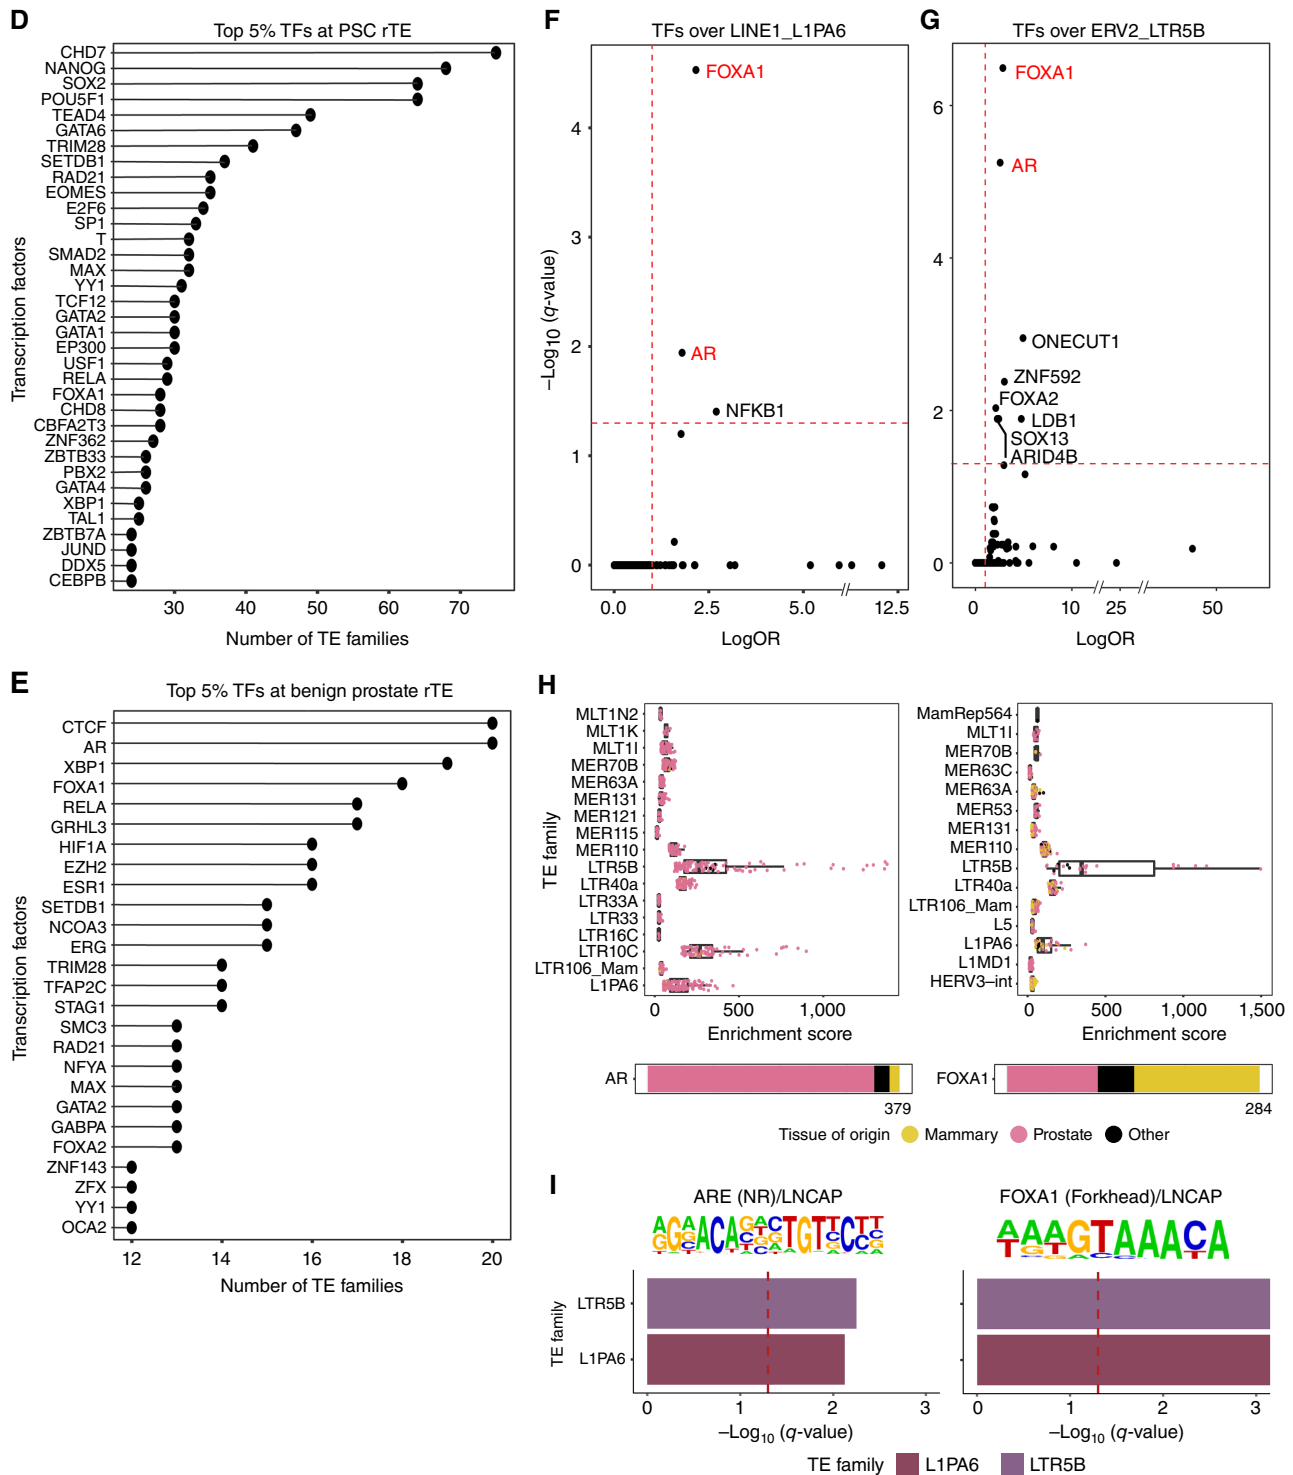 D
Top 5% TFs at PSC rTE
Transcription factors
CHD7
NANOG
SOX2
POU5F1
TEAD4
GATA6
TRIM28
SETDB1
RAD21
EOMES
E2F6
SP1
T
SMAD2
MAX
YY1
TCF12
GATA2
GATA1
EP300
USF1
RELA
FOXA1
CHD8
CBFA2T3
ZNF362
ZBTB33
PBX2
GATA4
XBP1
TAL1
ZBTB7A
JUND
DDX5
CEBPB
30 40 50 60 70
Number of TE families
E
Top 5% TFs at benign prostate rTE
Transcription factors
CTCF
AR
XBP1
FOXA1
RELA
GRHL3
HIF1A
EZH2
ESR1
SETDB1
NCOA3
ERG
TRIM28
TFAP2C
STAG1
SMC3
RAD21
NFYA
MAX
GATA2
GABPA
FOXA2
ZNF143
ZFX
YY1
OCA2
12 14 16 18 20
Number of TE families
F
TFs over LINE1_L1PA6
–Log10 (q-value)
4
3
2
1
0
FOXA1
AR
NFKB1
0.0 2.5 5.0 12.5
LogOR
G
TFs over ERV2_LTR5B
6
4
2
0
FOXA1
AR
ONECUT1
ZNF592
FOXA2
LDB1
SOX13
ARID4B
0 10 25 50
LogOR
H
TE family
MLT1N2
MLT1K
MLT1I
MER70B
MER63A
MER131
MER121
MER115
MER110
LTR5B
LTR40a
LTR33A
LTR33
LTR16C
LTR10C
LTR106_Mam
L1PA6
0 500 1,000
Enrichment score
MamRep564
MLT1I
MER70B
MER63C
MER63A
MER53
MER131
MER110
LTR5B
LTR40a
LTR106_Mam
L5
L1PA6
L1MD1
HERV3–int
0 500 1,000 1,500
Enrichment score
AR
379
FOXA1
284
Tissue of origin Mammary Prostate Other
I
ARE (NR)/LNCAP
FOXA1 (Forkhead)/LNCAP
TE family
LTR5B
L1PA6
0 1 2 3
–Log10 (q-value)
0 1 2 3
–Log10 (q-value)
TE family L1PA6 LTR5B